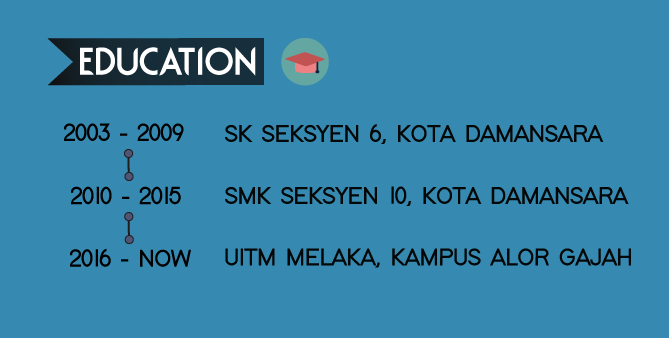 EDUCATION
2003 - 2009 SK SEKSYEN 6, KOTA DAMANSARA
2010 - 2015 SMK SEKSYEN 10, KOTA DAMANSARA
2016 - NOW UITM MELAKA, KAMPUS ALOR GAJAH